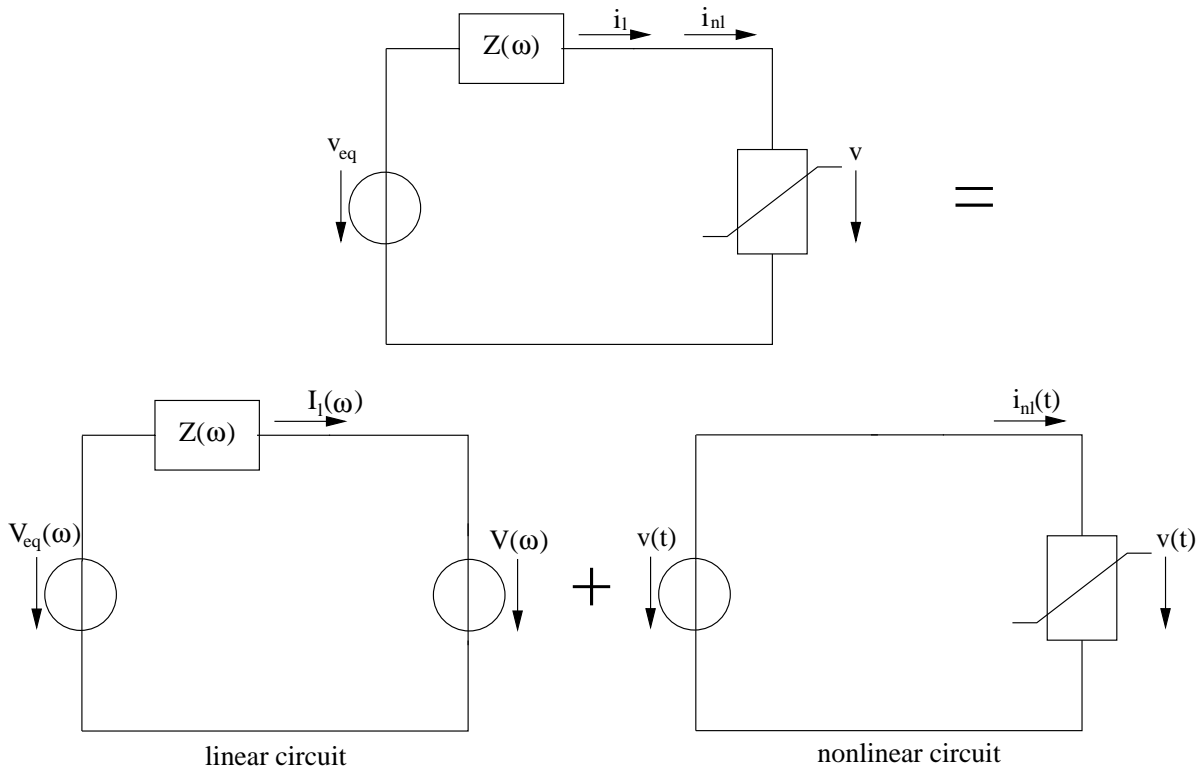 i_l i_nl
Z(ω)
v_eq v
=
I_l(ω) i_nl(t)
Z(ω)
V_eq(ω) V(ω) + v(t) v(t)
linear circuit nonlinear circuit